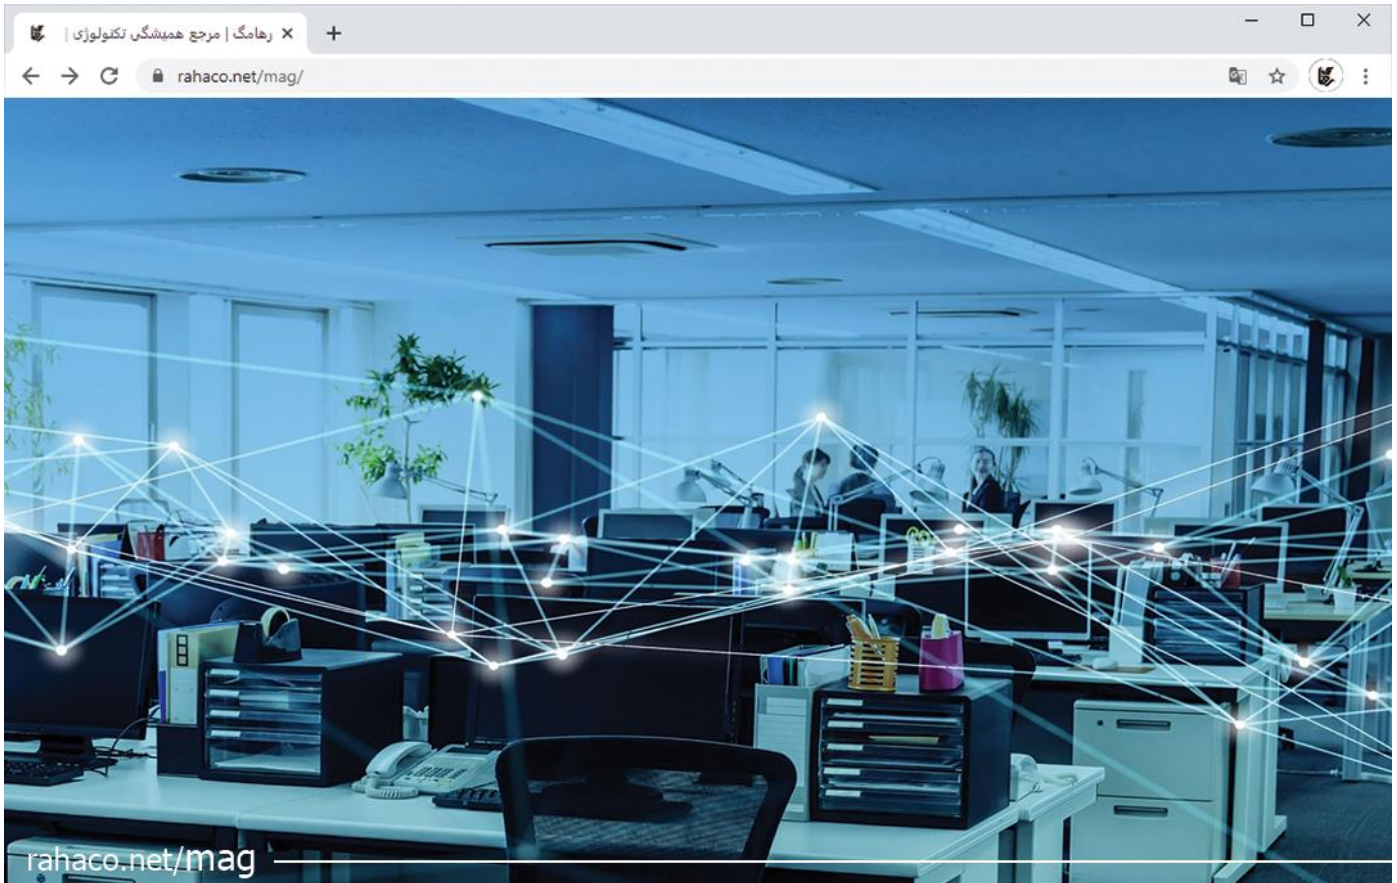 رهامگ | مرجع همیشگی تکنولوژی |
rahaco.net/mag/
rahaco.net/mag